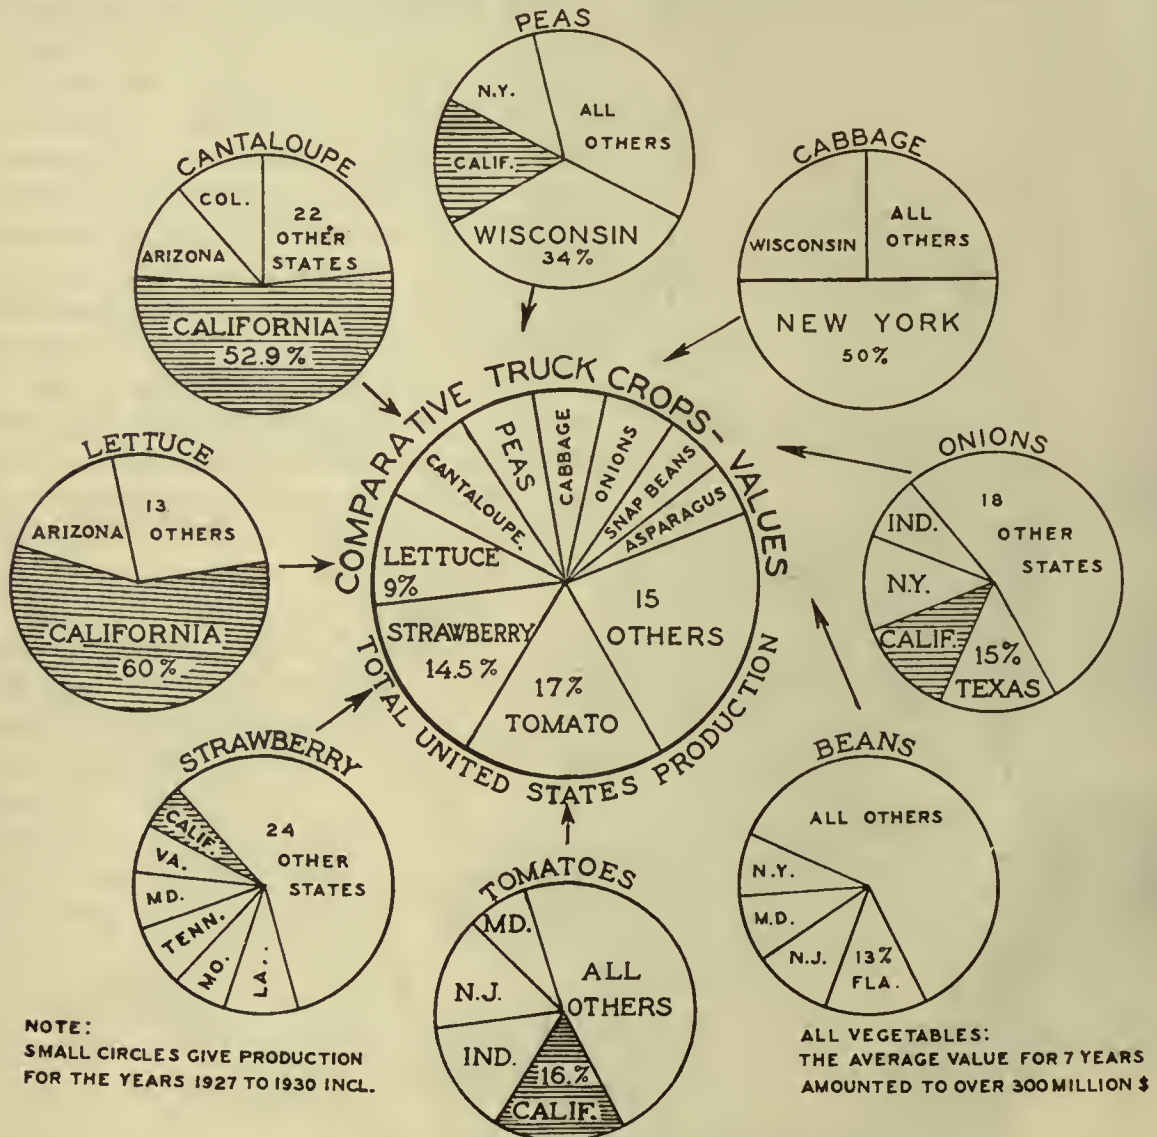 PEAS
N.Y.
ALL
OTHERS
CALIF.
WISCONSIN
34%
CANTALOUPE
COL.
22
OTHER
STATES
ARIZONA
CALIFORNIA
52.9%
CABBAGE
WISCONSIN
ALL
OTHERS
NEW YORK
50%
LETTUCE
ARIZONA
13
OTHERS
CALIFORNIA
60%
COMPARATIVE TRUCK CROPS - VALUES
TOTAL UNITED STATES PRODUCTION
CANTALOUPE.
PEAS
CABBAGE
ONIONS
SNAP BEANS
ASPARAGUS
LETTUCE
9%
STRAWBERRY
14.5%
17%
TOMATO
15
OTHERS
ONIONS
IND.
18
OTHER
STATES
N.Y.
CALIF.
15%
TEXAS
STRAWBERRY
CALIF.
24
OTHER
STATES
VA.
MD.
TENN.
MO.
LA..
TOMATOES
MD.
N.J.
ALL
OTHERS
IND.
16.%
CALIF.
BEANS
ALL OTHERS
N.Y.
M.D.
N.J.
13%
FLA.
NOTE:
SMALL CIRCLES GIVE PRODUCTION
FOR THE YEARS 1927 TO 1930 INCL.
ALL VEGETABLES:
THE AVERAGE VALUE FOR 7 YEARS
AMOUNTED TO OVER 300 MILLION $